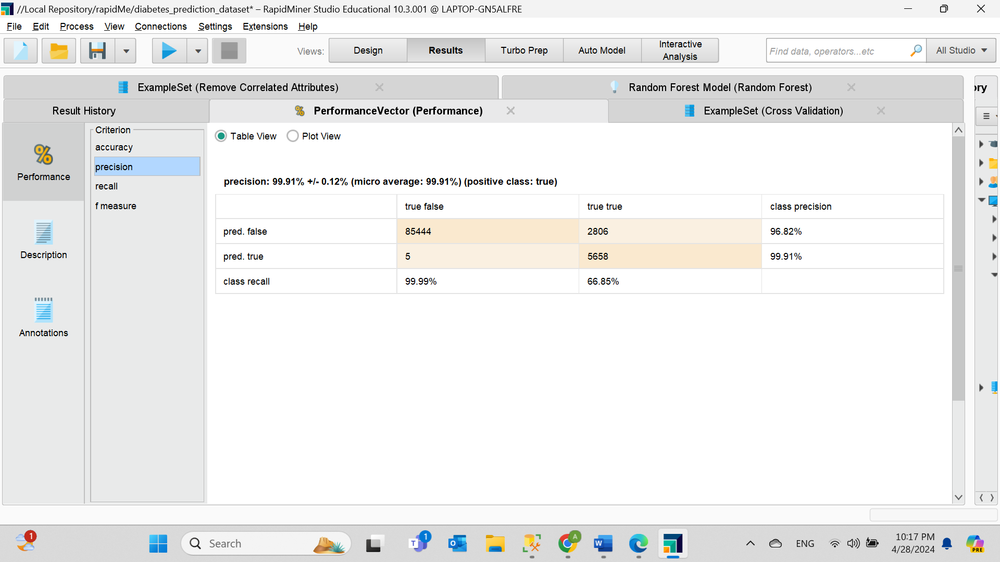 //Local Repository/rapidMe/diabetes_prediction_dataset* – RapidMiner Studio Educational 10.3.001 @ LAPTOP-GN5ALFRE
File Edit Process View Connections Settings Extensions Help
Views: Design Results Turbo Prep Auto Model Interactive Analysis Find data, operators...etc All Studio
ExampleSet (Remove Correlated Attributes) Random Forest Model (Random Forest) ory
Result History PerformanceVector (Performance) ExampleSet (Cross Validation)
Performance
Description
Annotations
Criterion
accuracy
precision
recall
f measure
Table View Plot View
precision: 99.91% +/- 0.12% (micro average: 99.91%) (positive class: true)
true false true true class precision
pred. false 85444 2806 96.82%
pred. true 5 5658 99.91%
class recall 99.99% 66.85%
1 Search T 1 O A W ENG 10:17 PM
4/28/2024 PRE